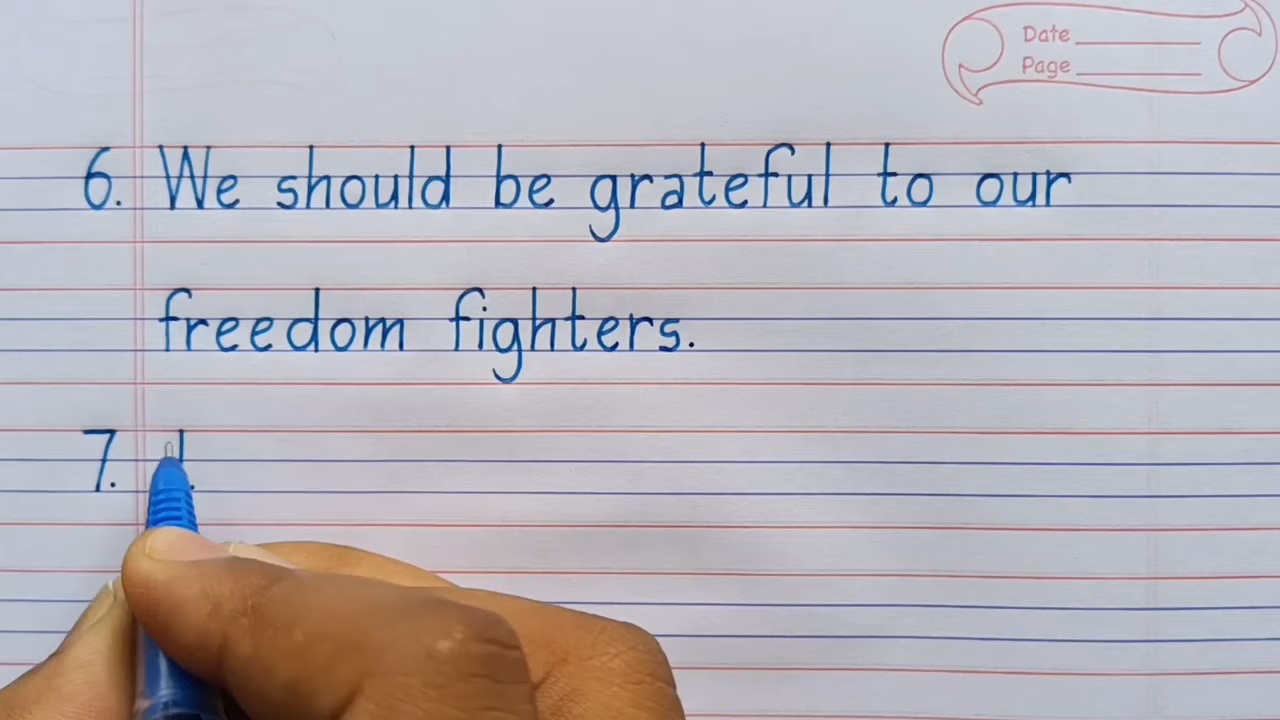 Date
Page
6. We should be grateful to our
freedom fighters.
7.